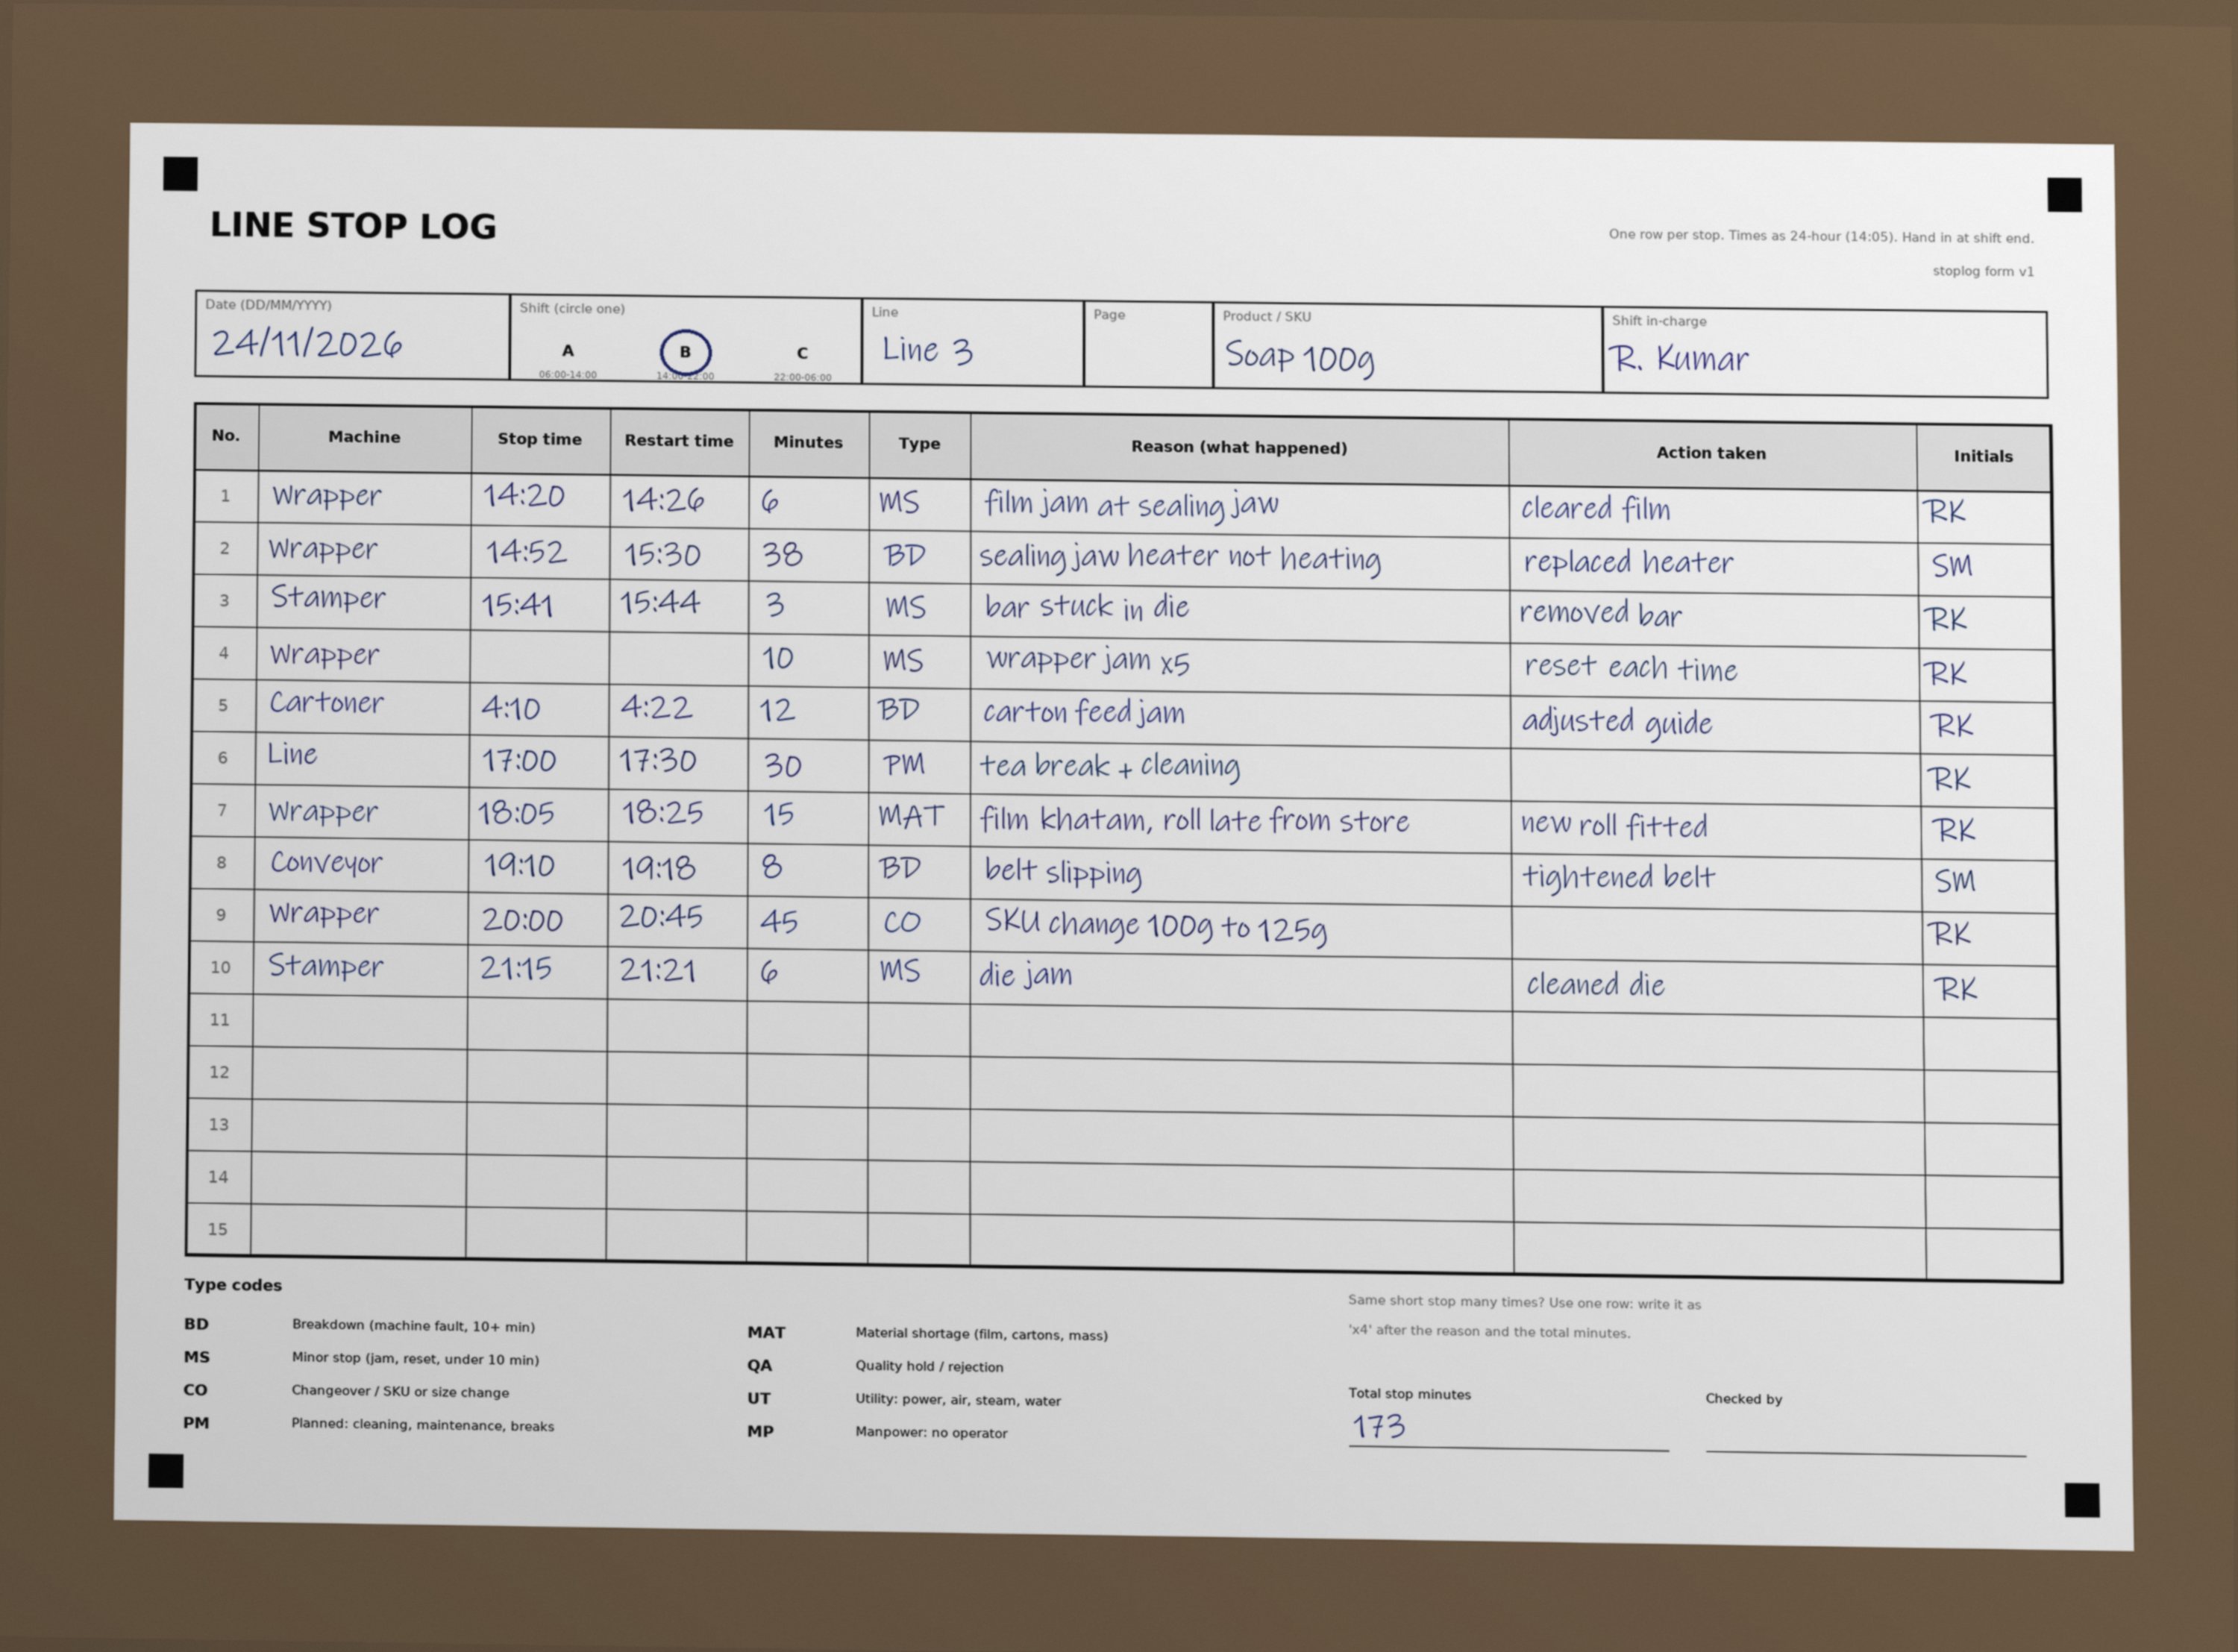 LINE STOP LOG
One row per stop. Times as 24-hour (14:05). Hand in at shift end.
stoplog form v1
Date (DD/MM/YYYY) Shift (circle one) Line Page Product / SKU Shift in-charge
24/11/2026 A B C Line 3 Soap 100g R. Kumar
06:00-14:00 14:00-22:00 22:00-06:00
No. Machine Stop time Restart time Minutes Type Reason (what happened) Action taken Initials
1 Wrapper 14:20 14:26 6 MS film jam at sealing jaw cleared film RK
2 Wrapper 14:52 15:30 38 BD sealing jaw heater not heating replaced heater SM
3 Stamper 15:41 15:44 3 MS bar stuck in die removed bar RK
4 Wrapper 10 MS wrapper jam x5 reset each time RK
5 Cartoner 4:10 4:22 12 BD carton feed jam adjusted guide RK
6 Line 17:00 17:30 30 PM tea break + cleaning RK
7 Wrapper 18:05 18:25 15 MAT film khatam, roll late from store new roll fitted RK
8 Conveyor 19:10 19:18 8 BD belt slipping tightened belt SM
9 Wrapper 20:00 20:45 45 CO SKU change 100g to 125g RK
10 Stamper 21:15 21:21 6 MS die jam cleaned die RK
11
12
13
14
15
Type codes
BD Breakdown (machine fault, 10+ min)
MS Minor stop (jam, reset, under 10 min)
CO Changeover / SKU or size change
PM Planned: cleaning, maintenance, breaks
MAT Material shortage (film, cartons, mass)
QA Quality hold / rejection
UT Utility: power, air, steam, water
MP Manpower: no operator
Same short stop many times? Use one row: write it as
'x4' after the reason and the total minutes.
Total stop minutes Checked by
173